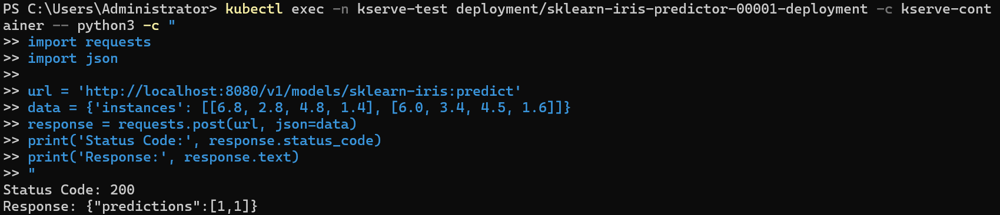 PS C:\Users\Administrator> kubectl exec -n kserve-test deployment/sklearn-iris-predictor-00001-deployment -c kserve-cont
ainer -- python3 -c "
>> import requests
>> import json
>>
>> url = 'http://localhost:8080/v1/models/sklearn-iris:predict'
>> data = {'instances': [[6.8, 2.8, 4.8, 1.4], [6.0, 3.4, 4.5, 1.6]]}
>> response = requests.post(url, json=data)
>> print('Status Code:', response.status_code)
>> print('Response:', response.text)
>> "
Status Code: 200
Response: {"predictions":[1,1]}